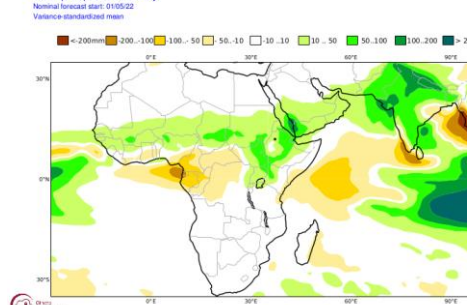 Nominal forecast start: 01/05/22
Variance-standardized mean
<-200mm -200..-100 -100..- 50 - 50..-10 -10 ..10 10 .. 50 50..100 100..200 > 2
0°E 30°E 60°E 90°E
30°N
0°N
30°S
0°E 30°E 60°E 90°E